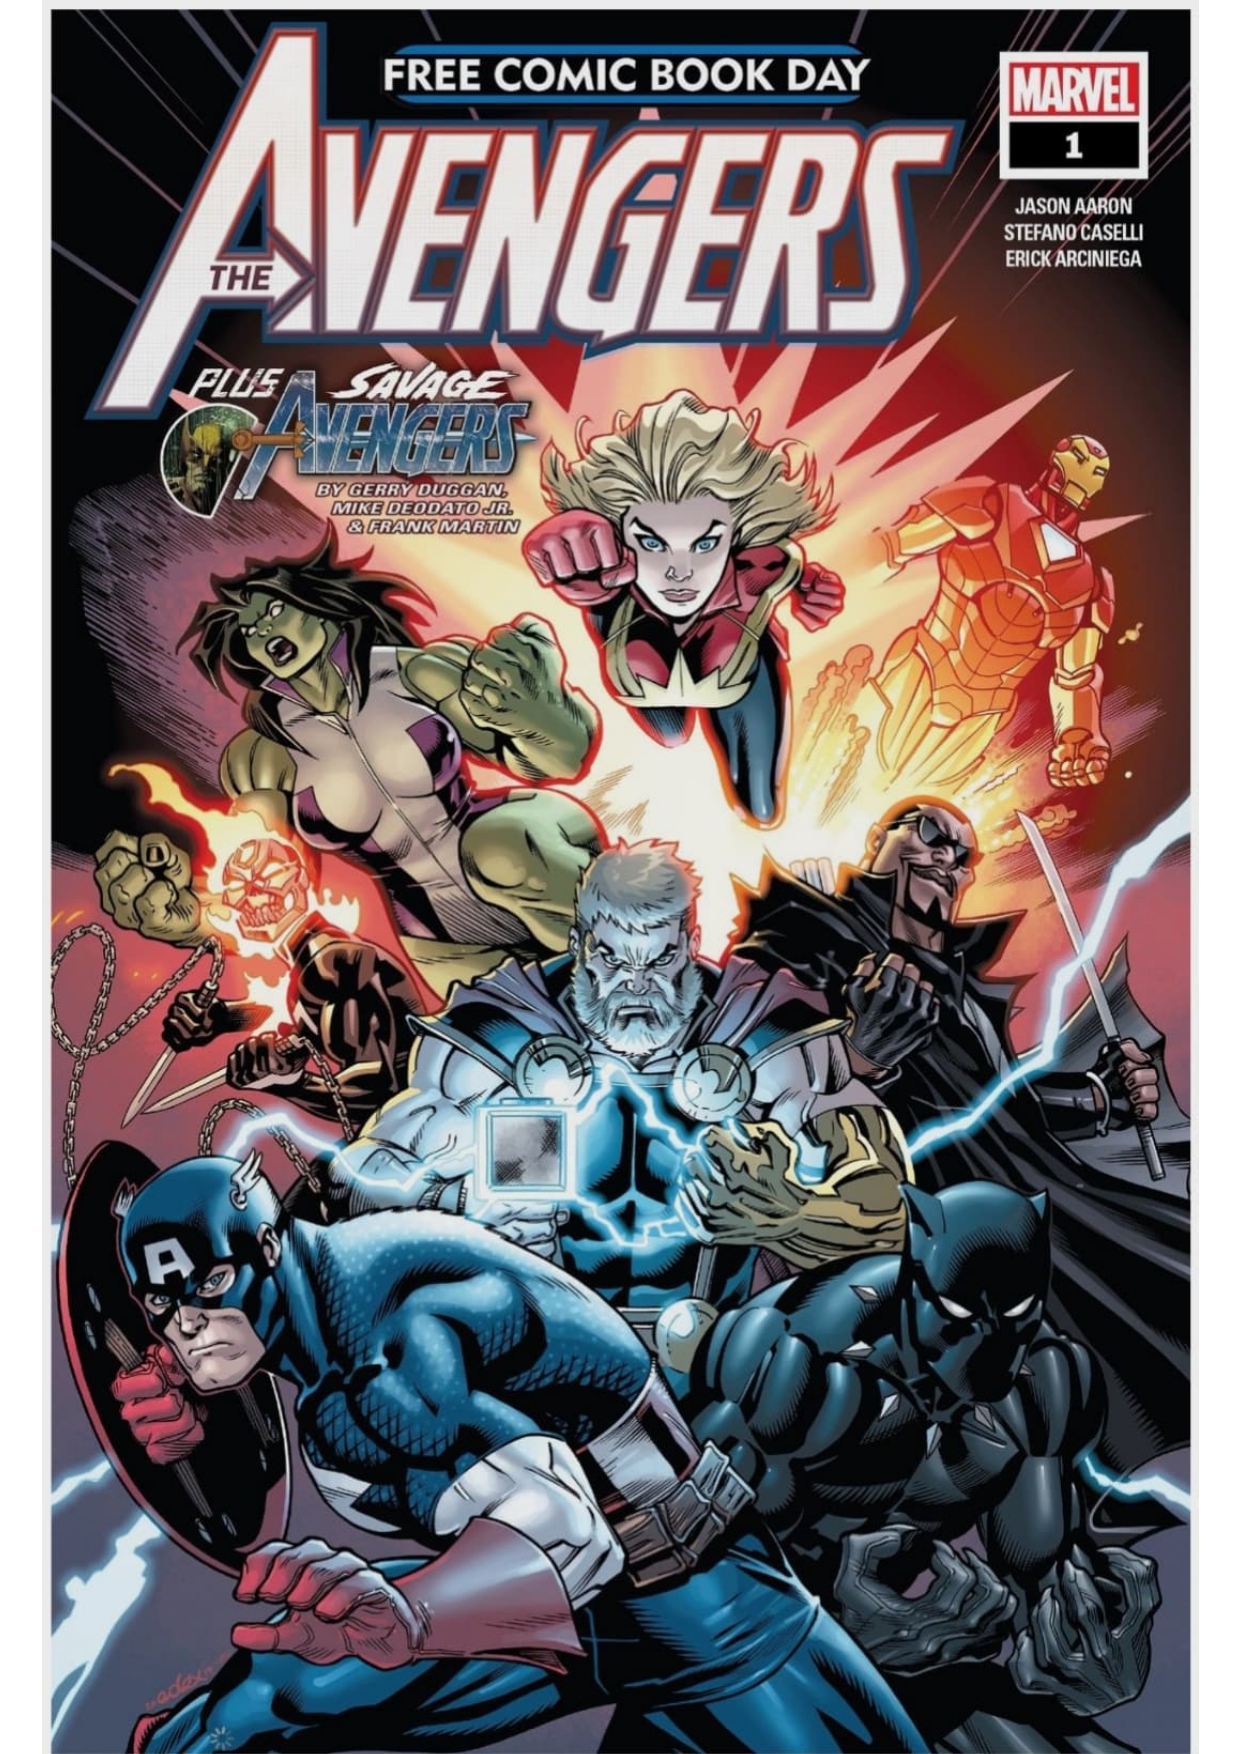 FREE COMIC BOOK DAY
MARVEL
1
THE AVENGERS
JASON AARON
STEFANO CASELLI
ERICK ARCINIEGA
PLUS SAVAGE
AVENGERS
BY GERRY DUGGAN,
MIKE DEODATO JR.
& FRANK MARTIN
A